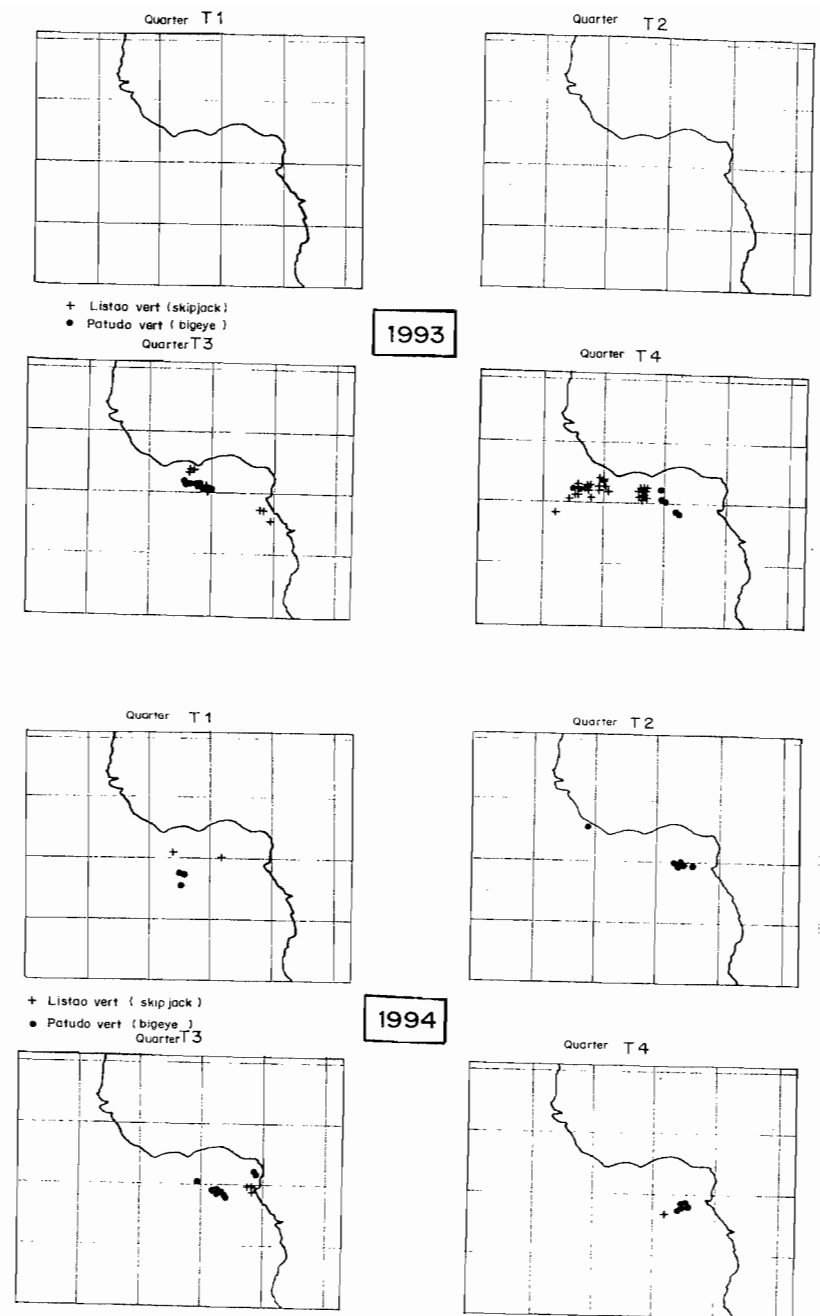 Quarter T1
Quarter T2
+ Listao vert (skipjack)
● Patudo vert (bigeye)
1993
Quarter T3
Quarter T4
Quarter T1
Quarter T2
+ Listao vert (skipjack)
● Patudo vert (bigeye)
1994
Quarter T3
Quarter T4